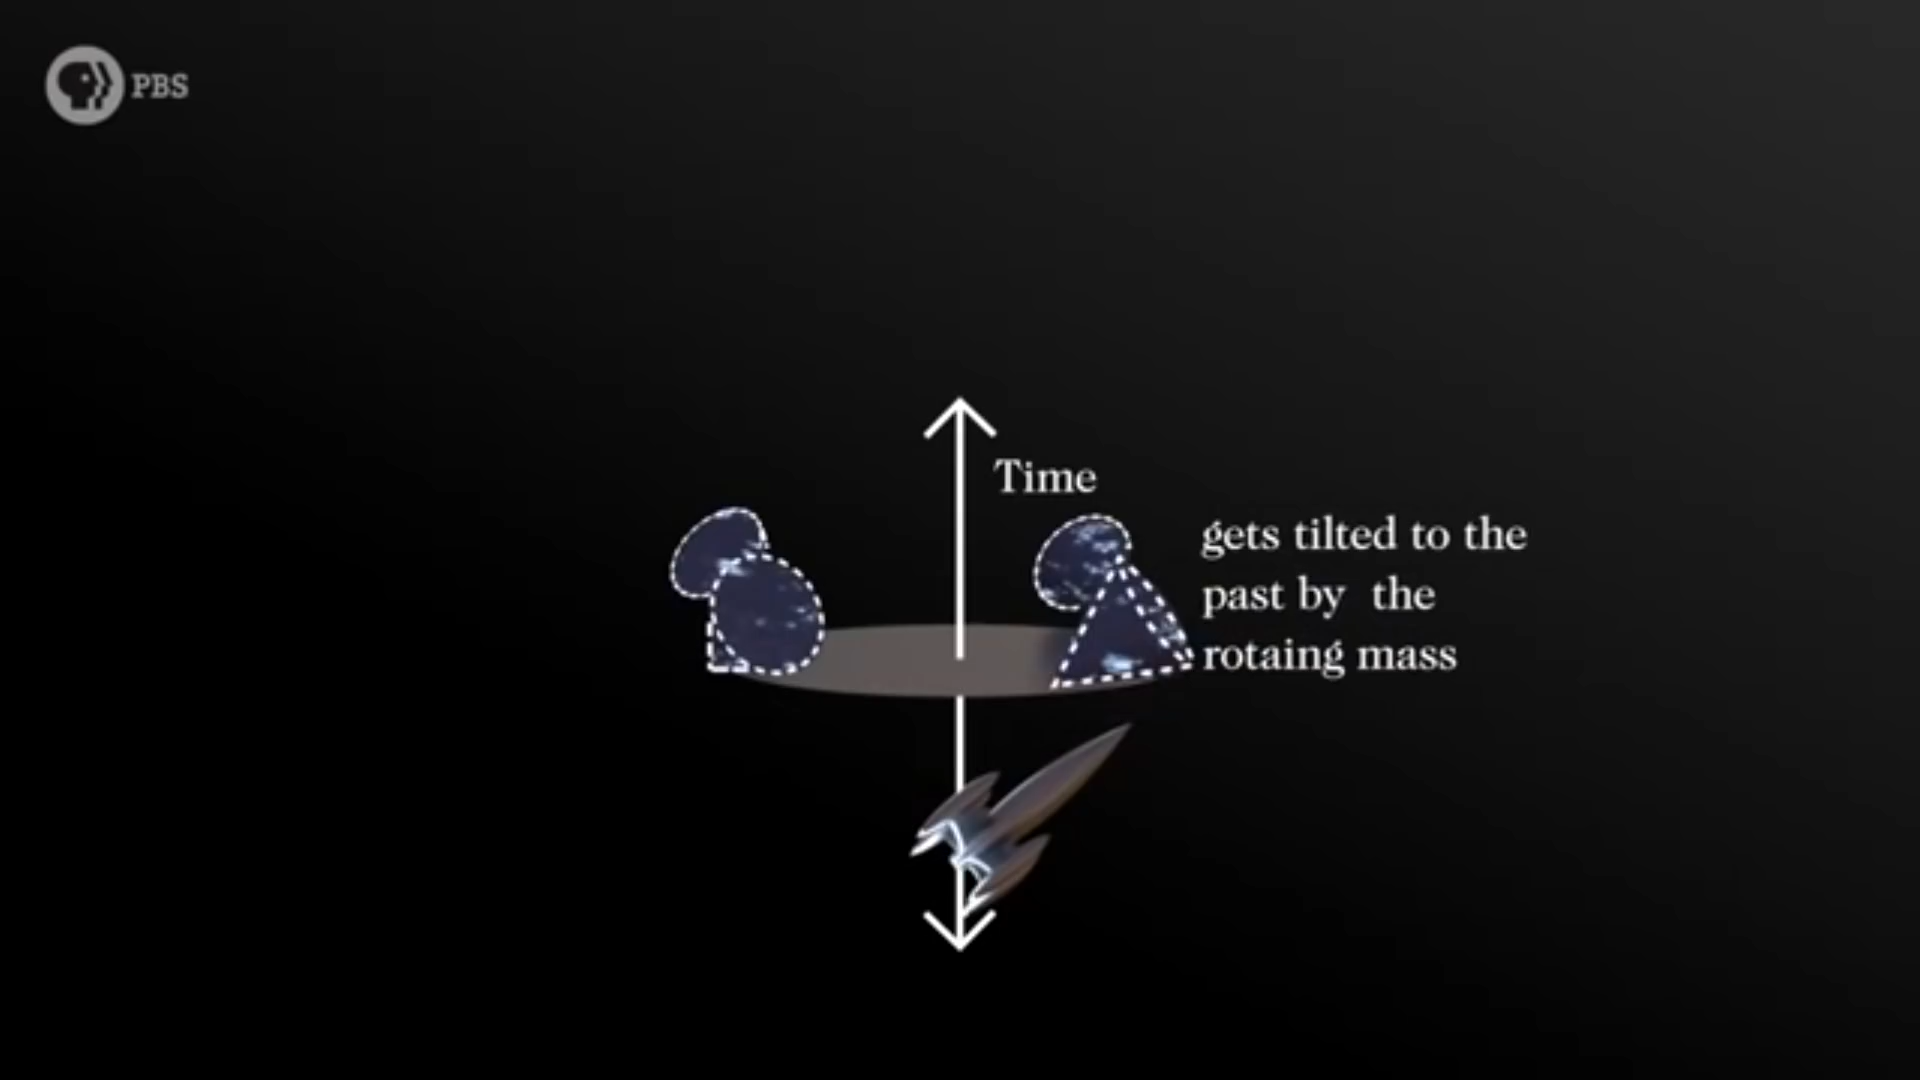 PBS
Time
gets tilted to the
past by the
rotaing mass